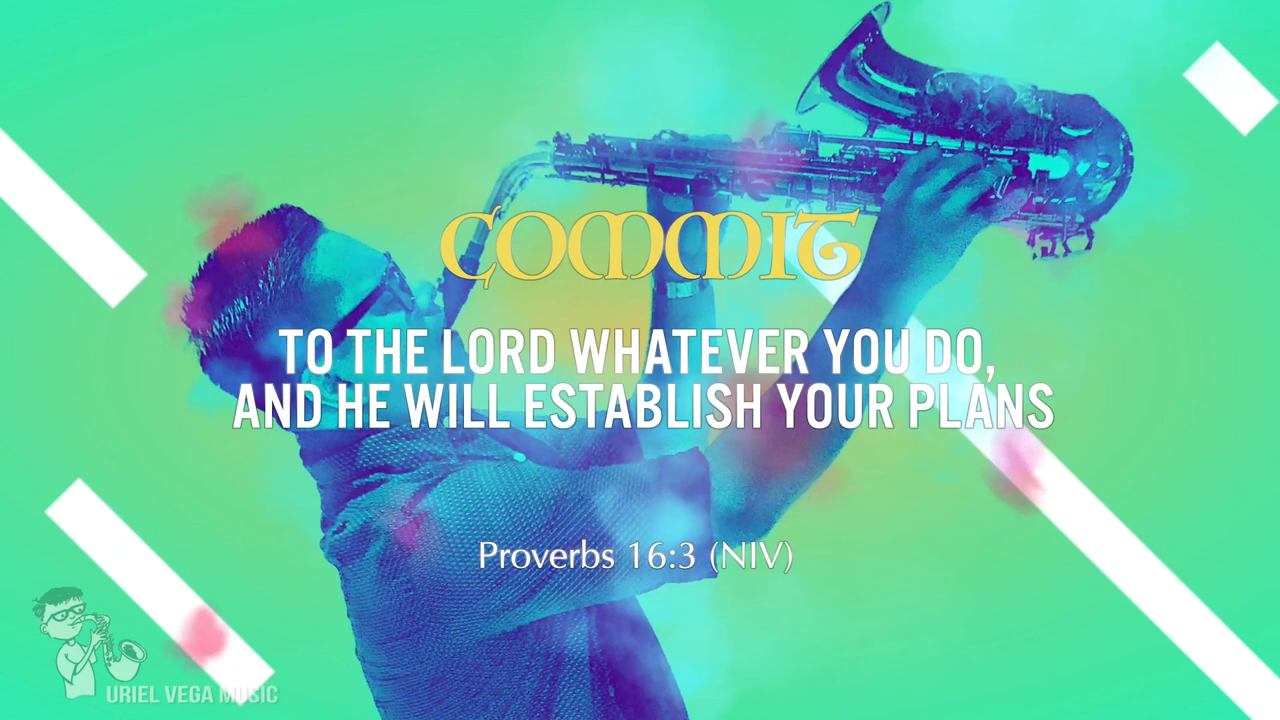 COMMIT
TO THE LORD WHATEVER YOU DO,
AND HE WILL ESTABLISH YOUR PLANS
Proverbs 16:3 (NIV)
URIEL VEGA MUSIC